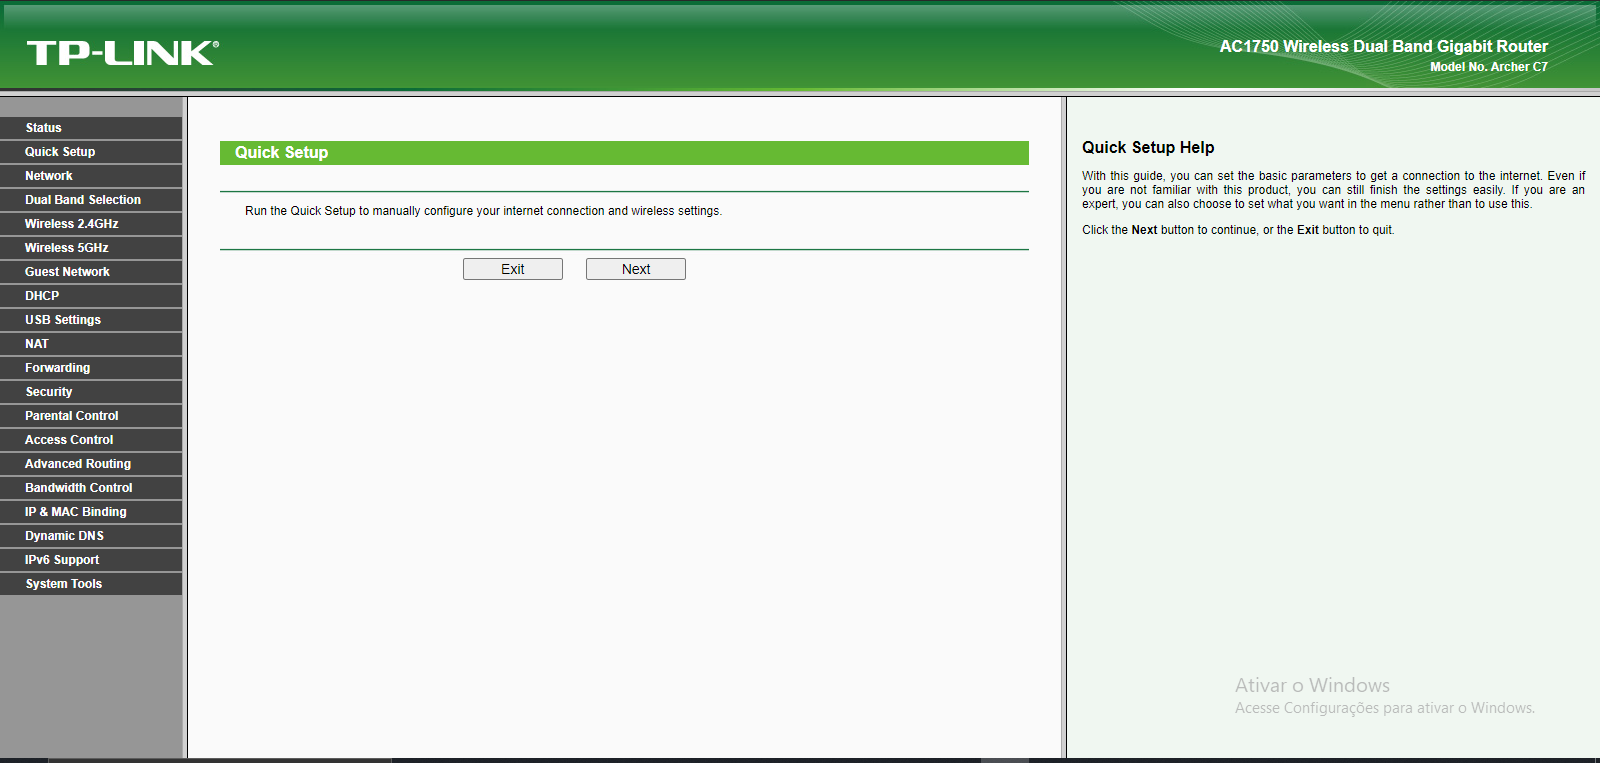 TP-LINK®
AC1750 Wireless Dual Band Gigabit Router
Model No. Archer C7
Status
Quick Setup
Network
Dual Band Selection
Wireless 2.4GHz
Wireless 5GHz
Guest Network
DHCP
USB Settings
NAT
Forwarding
Security
Parental Control
Access Control
Advanced Routing
Bandwidth Control
IP & MAC Binding
Dynamic DNS
IPv6 Support
System Tools
Quick Setup
Run the Quick Setup to manually configure your internet connection and wireless settings.
Exit Next
Quick Setup Help
With this guide, you can set the basic parameters to get a connection to the internet. Even if
you are not familiar with this product, you can still finish the settings easily. If you are an
expert, you can also choose to set what you want in the menu rather than to use this.
Click the Next button to continue, or the Exit button to quit.
Ativar o Windows
Acesse Configurações para ativar o Windows.